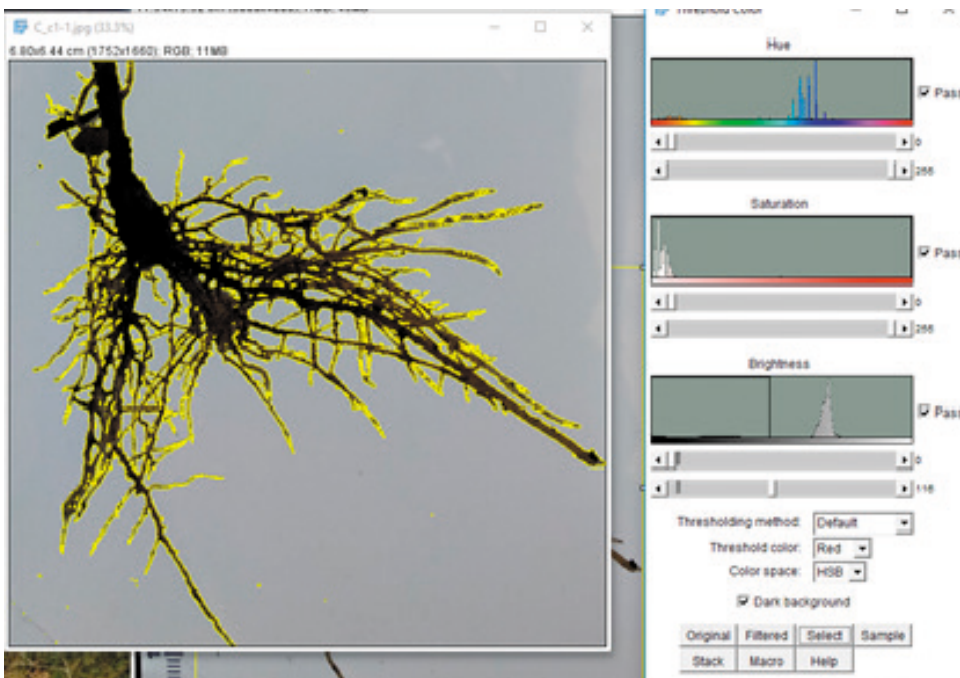 C_c1-1.jpg (33.3%)
6.80x6.44 cm (1752x1660); RGB; 11MB
Threshold Color
Hue
Pass
0
255
Saturation
Pass
0
255
Brightness
Pass
0
116
Thresholding method: Default
Threshold color: Red
Color space: HSB
Dark background
Original Filtered Select Sample
Stack Macro Help